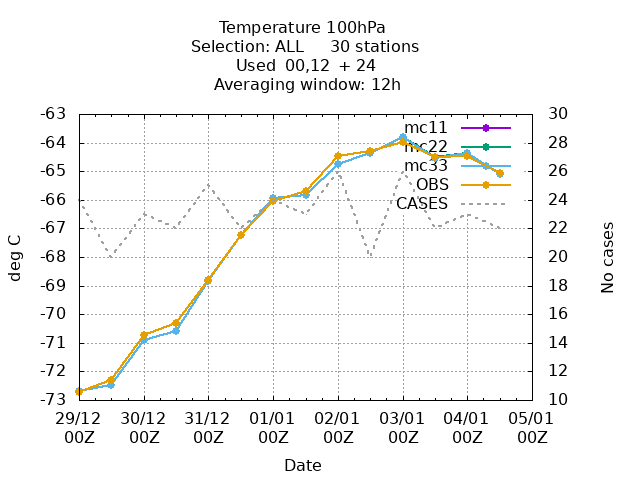 Temperature 100hPa
Selection: ALL 30 stations
Used 00,12 + 24
Averaging window: 12h
-63 30
mc11
-64 28
mc22
-65 mc33 26
OBS
-66 CASES 24
-67 22
-68 20
-69 18
-70 16
-71 14
-72 12
-73 10
deg C
No cases
29/12 30/12 31/12 01/01 02/01 03/01 04/01 05/01
00Z 00Z 00Z 00Z 00Z 00Z 00Z 00Z
Date